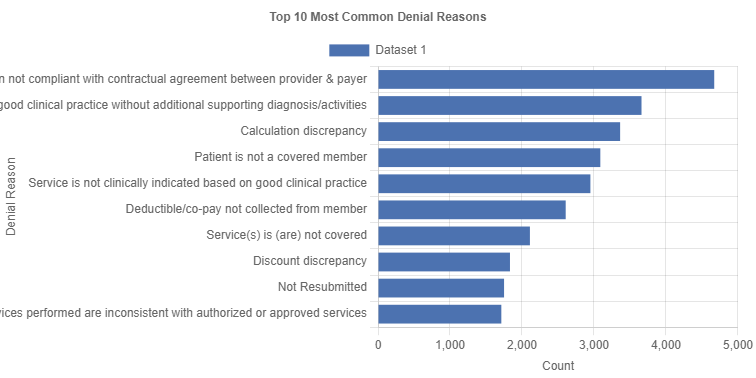 Top 10 Most Common Denial Reasons
Dataset 1
not compliant with contractual agreement between provider & payer
good clinical practice without additional supporting diagnosis/activities
Calculation discrepancy
Patient is not a covered member
Service is not clinically indicated based on good clinical practice
Deductible/co-pay not collected from member
Service(s) is (are) not covered
Discount discrepancy
Not Resubmitted
performed are inconsistent with authorized or approved services
Denial Reason
0 1,000 2,000 3,000 4,000 5,000
Count